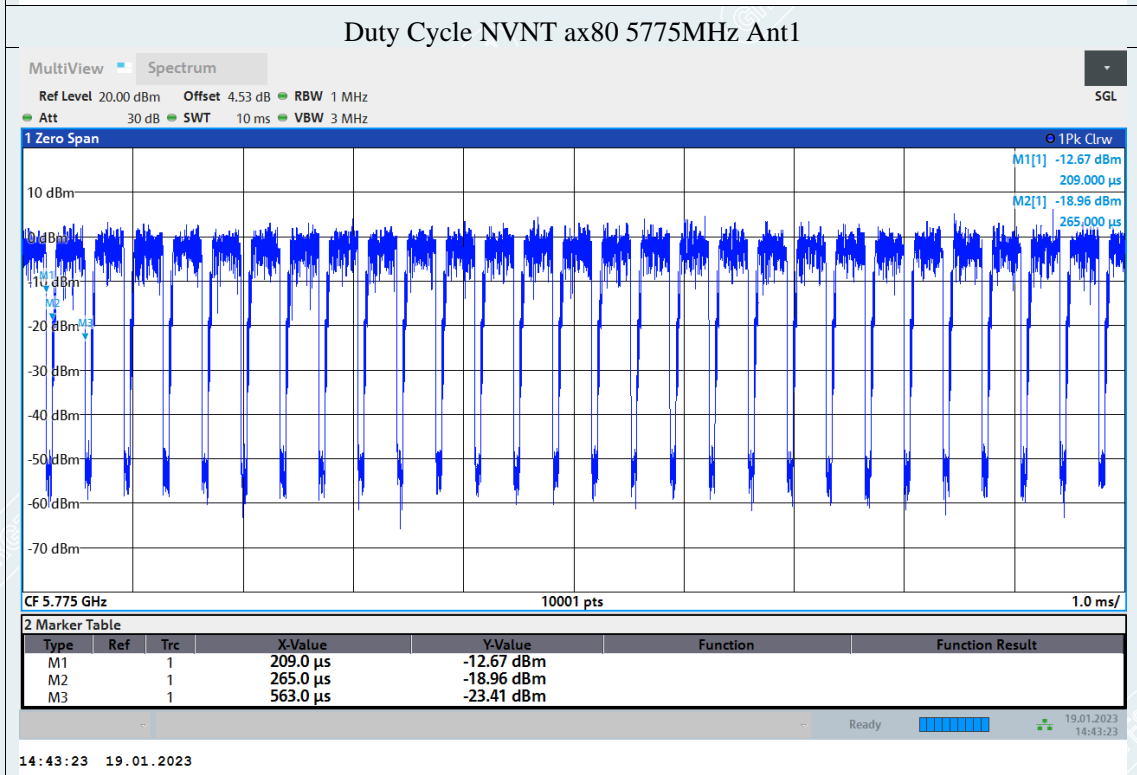 Duty Cycle NVNT ax80 5775MHz Ant1
MultiView Spectrum
Ref Level 20.00 dBm Offset 4.53 dB RBW 1 MHz SGL
Att 30 dB SWT 10 ms VBW 3 MHz
1 Zero Span 1Pk Clrw
M1[1] -12.67 dBm
209.000 µs
M2[1] -18.96 dBm
265.000 µs
10 dBm
0 dBm
M1
-10 dBm
M2
-20 dBm
M3
-30 dBm
-40 dBm
-50 dBm
-60 dBm
-70 dBm
CF 5.775 GHz 10001 pts 1.0 ms/
2 Marker Table
Type Ref Trc X-Value Y-Value Function Function Result
M1 1 209.0 µs -12.67 dBm
M2 1 265.0 µs -18.96 dBm
M3 1 563.0 µs -23.41 dBm
Ready 19.01.2023
14:43:23
14:43:23 19.01.2023